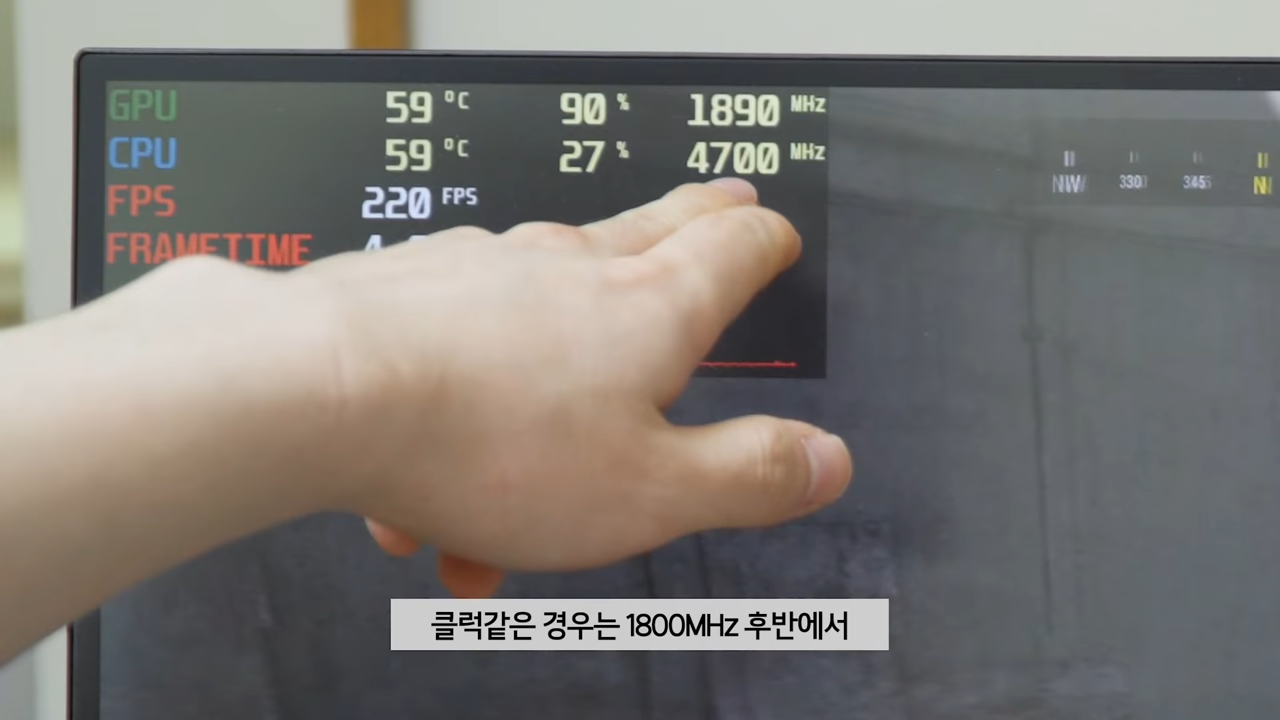 GPU 59 °C 90 % 1890 MHz
CPU 59 °C 27 % 4700 MHz
FPS 220 FPS
FRAMETIME
NW 330 345 N
클럭같은 경우는 1800MHz 후반에서